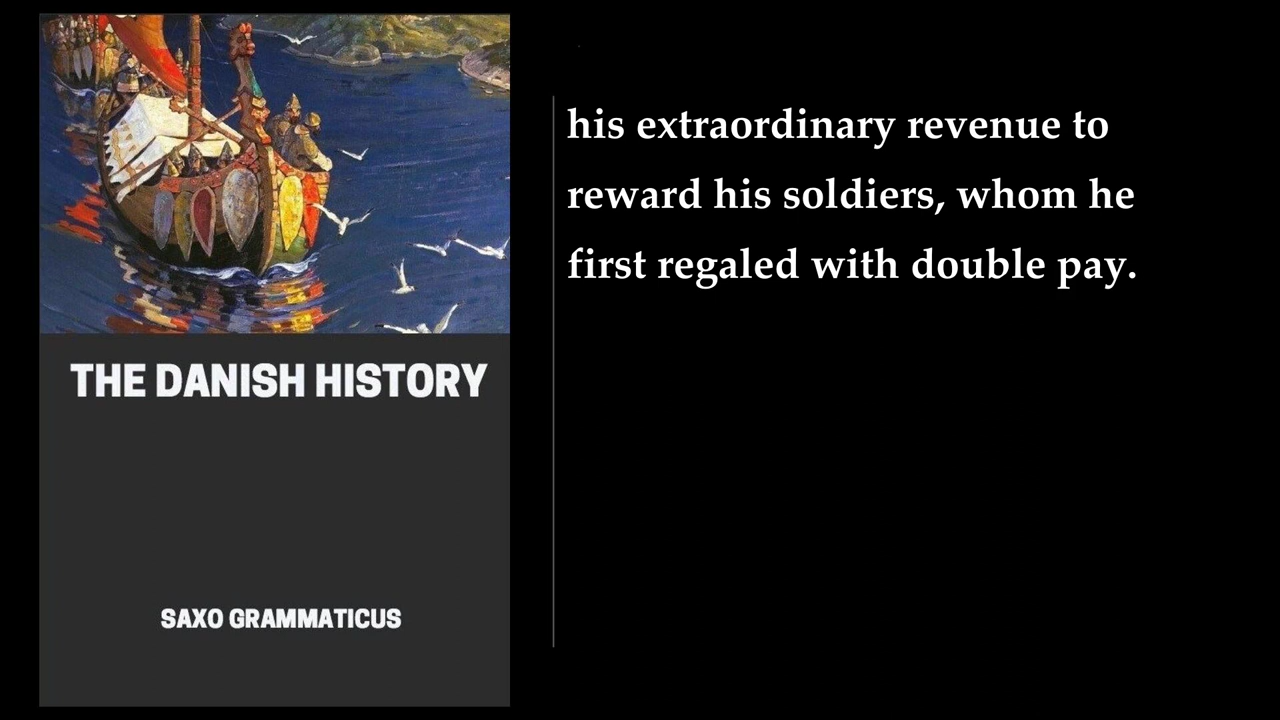 THE DANISH HISTORY
SAXO GRAMMATICUS
his extraordinary revenue to
reward his soldiers, whom he
first regaled with double pay.